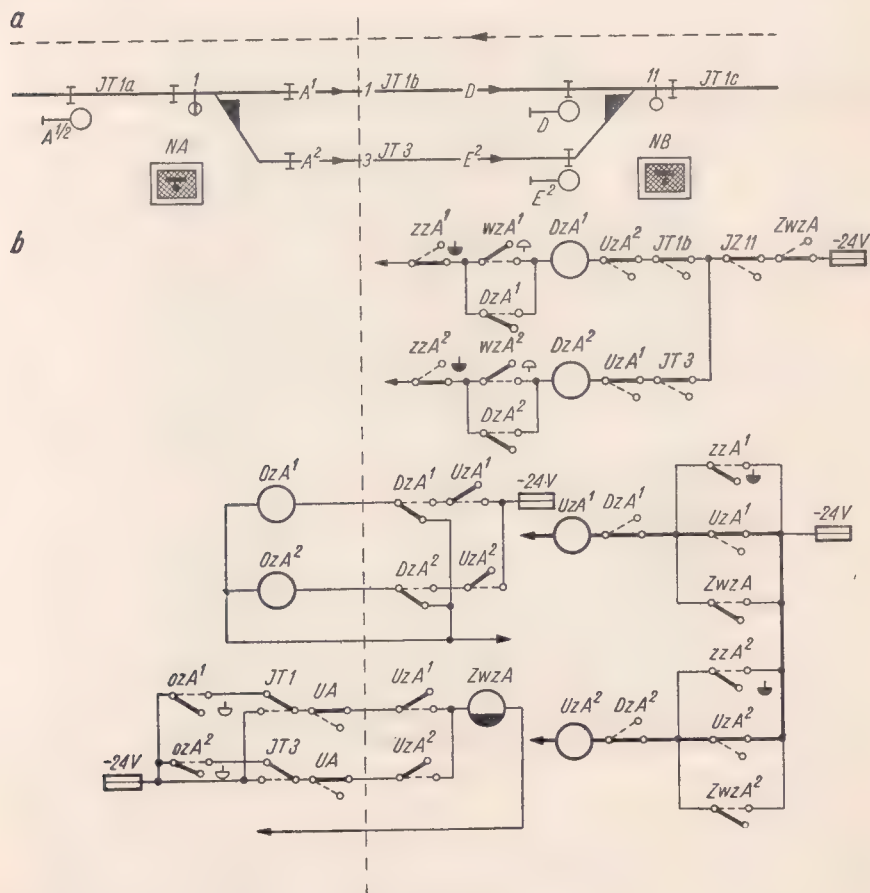 a
JT1a 1 A¹ 1 JT1b D 11 JT1c
A¹/² D
NA A² 3 JT3 E² NB
E²
b
zzA¹ wzA¹ DzA¹ UzA² JT1b JZ11 ZwzA -24V
DzA¹
zzA² wzA² DzA² UzA¹ JT3
DzA²
OzA¹ DzA¹ UzA¹ -24V
zzA¹
UzA¹ DzA¹ UzA¹ -24V
OzA² DzA² UzA²
ZwzA
ozA¹ JT1 UA UzA¹ ZwzA
zzA²
UzA² DzA² UzA²
-24V ozA² JT3 UA UzA²
ZwzA²